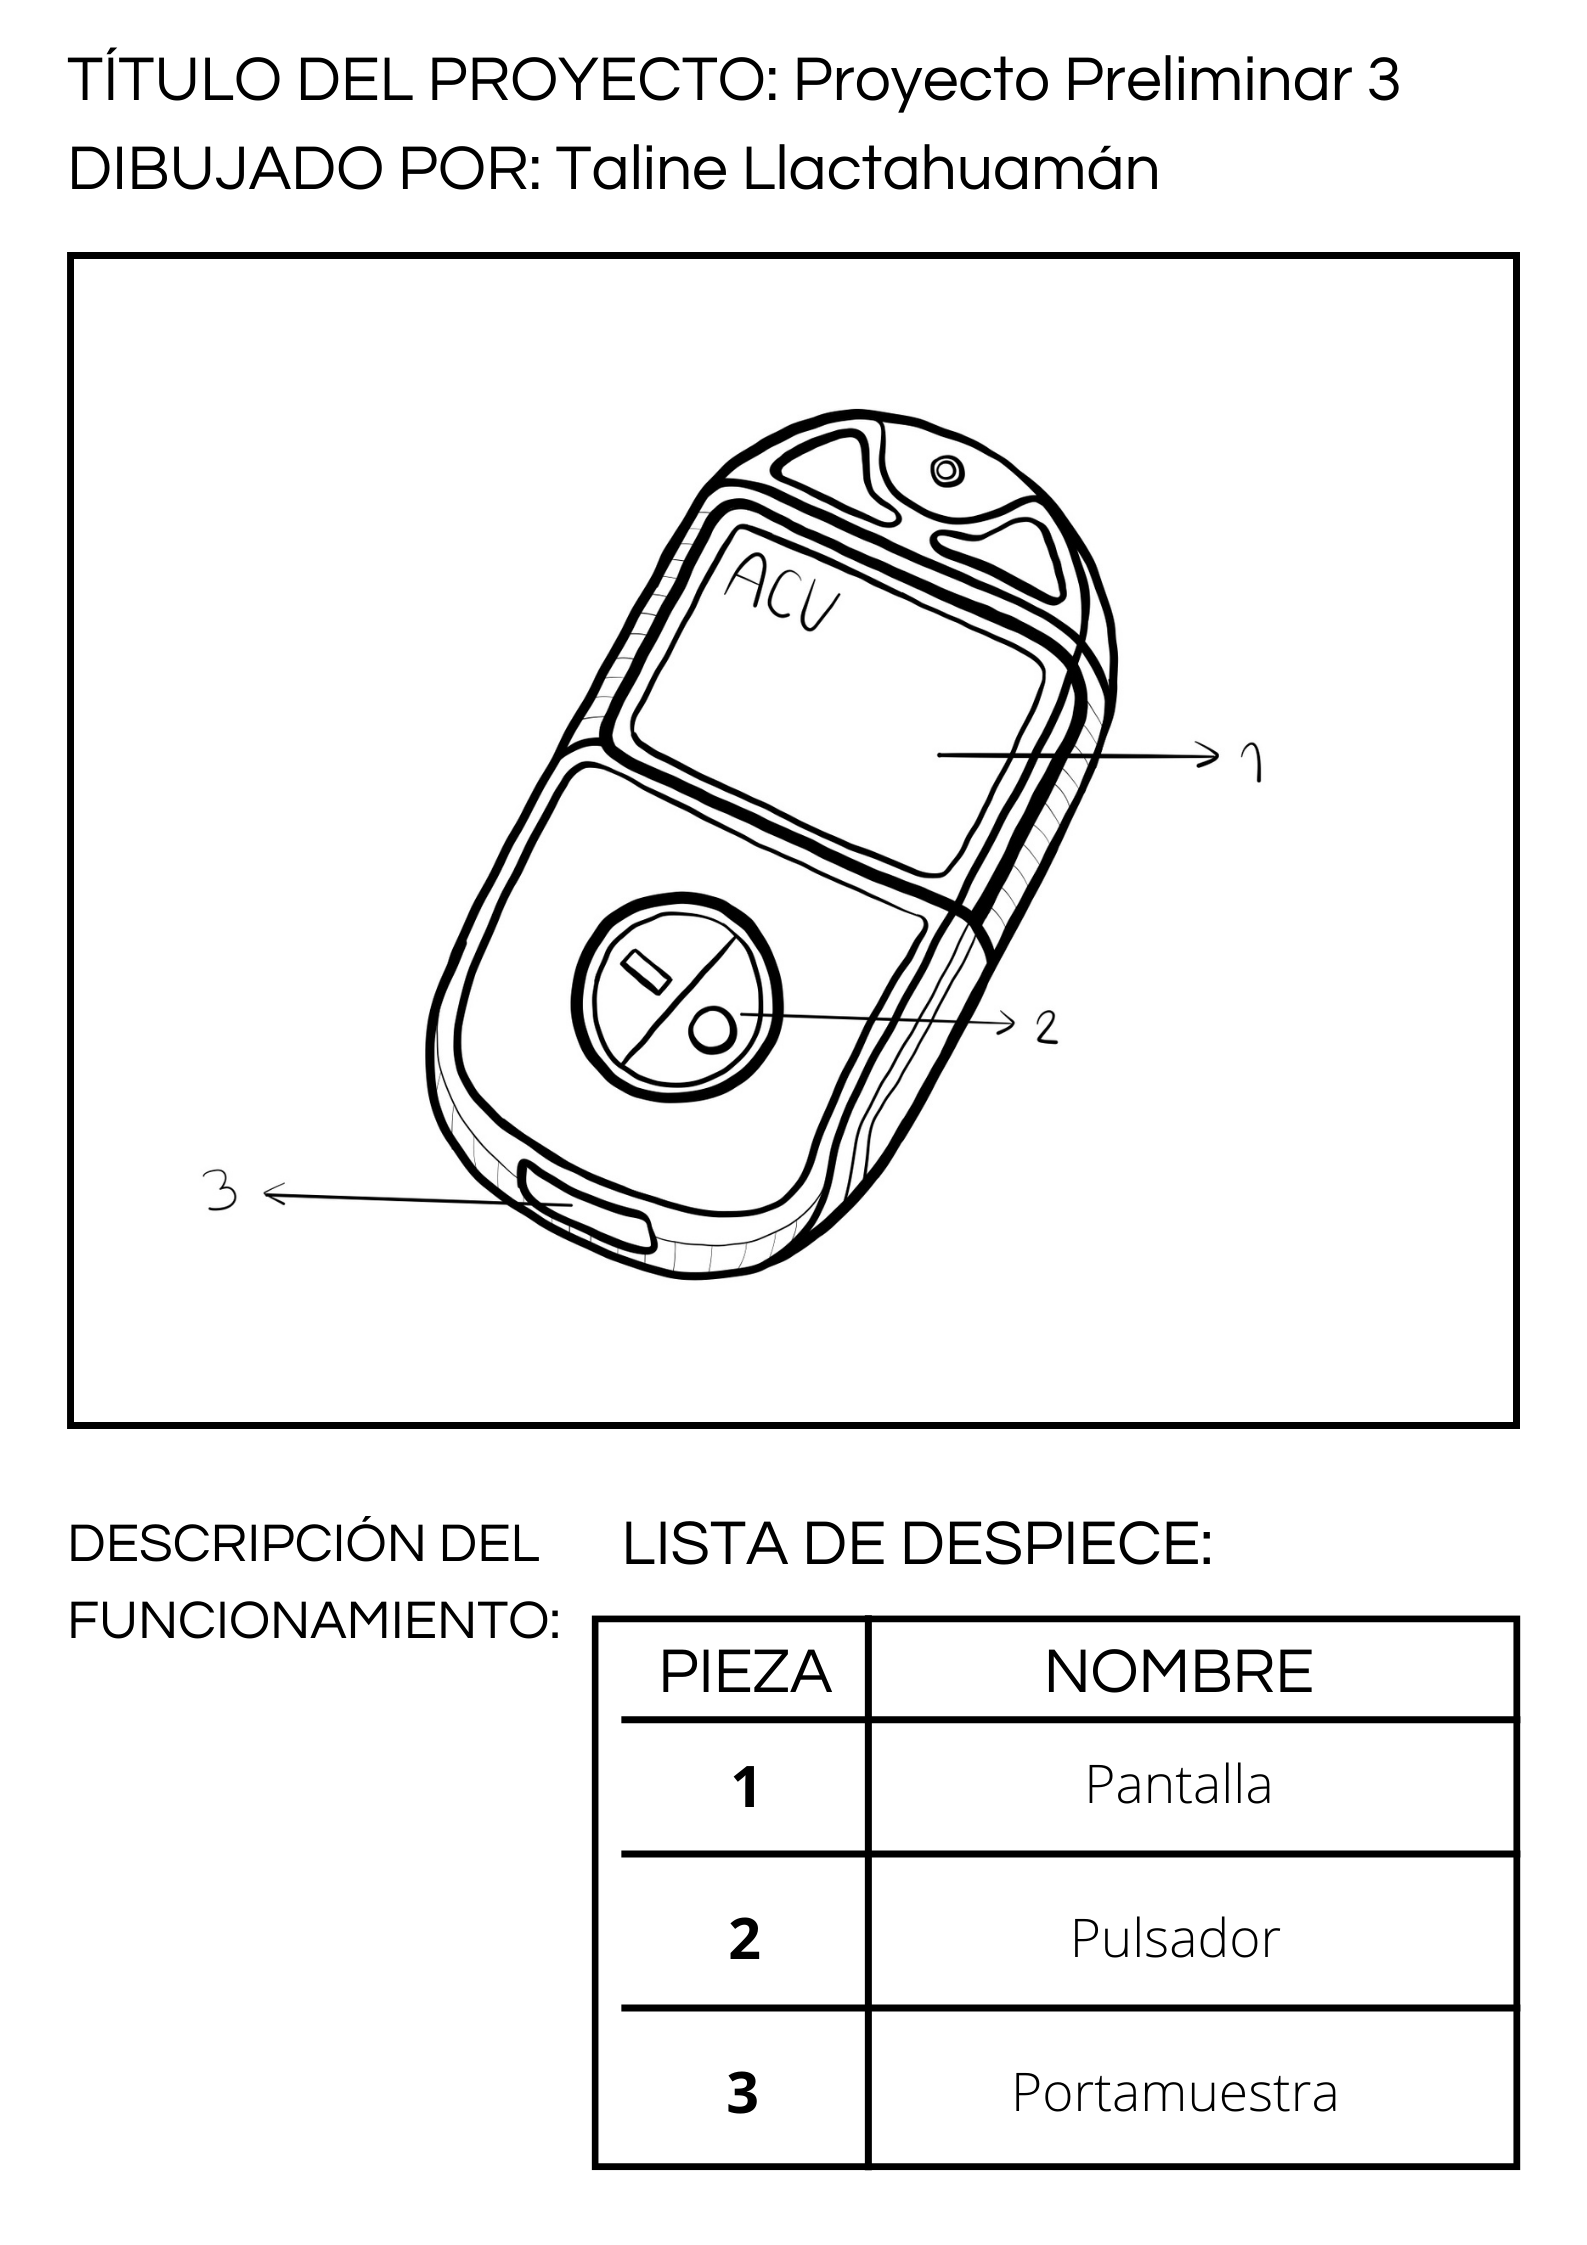 TÍTULO DEL PROYECTO: Proyecto Preliminar 3
DIBUJADO POR: Taline Llactahuamán
ACU
1
2
3
DESCRIPCIÓN DEL
FUNCIONAMIENTO:
LISTA DE DESPIECE:
PIEZA NOMBRE
1 Pantalla
2 Pulsador
3 Portamuestra